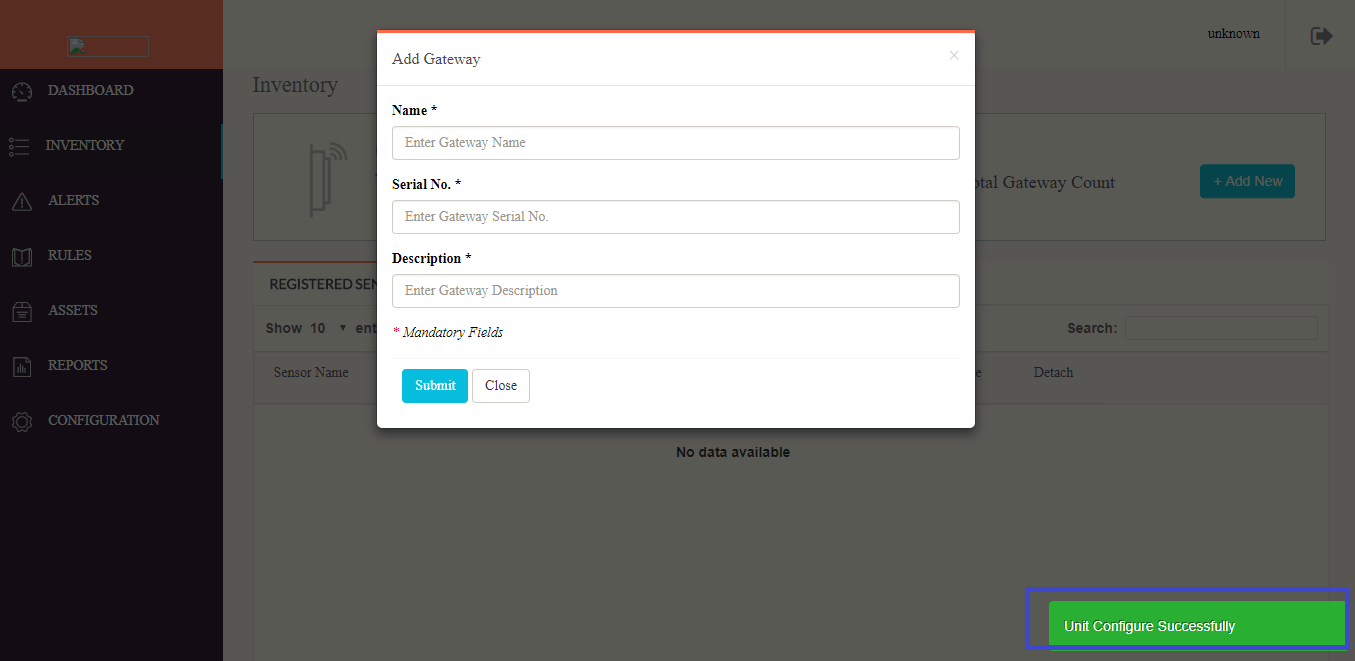 unknown
DASHBOARD
INVENTORY
ALERTS
RULES
ASSETS
REPORTS
CONFIGURATION
Inventory
otal Gateway Count
+ Add New
REGISTERED SEN
Show 10 ▼ ent
Search:
Sensor Name
e
Detach
No data available
Add Gateway
×
Name *
Enter Gateway Name
Serial No. *
Enter Gateway Serial No.
Description *
Enter Gateway Description
* Mandatory Fields
Submit Close
Unit Configure Successfully